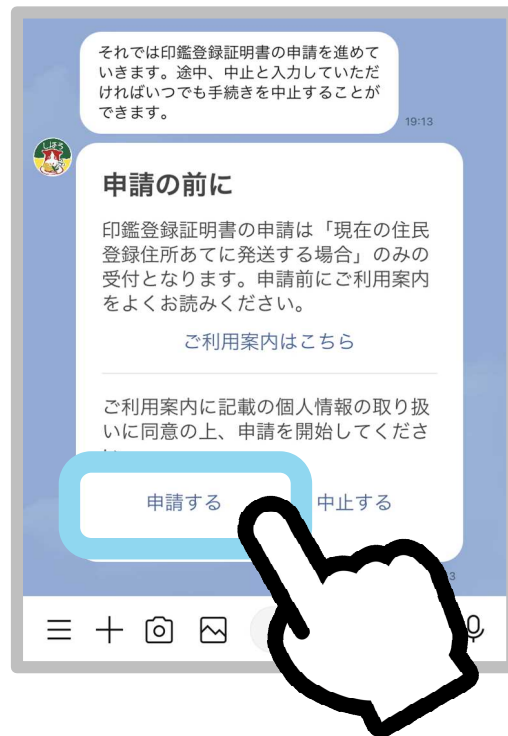 それでは印鑑登録証明書の申請を進めて
いきます。途中、中止と入力していただ
ければいつでも手続きを中止することが
できます。
19:13
しほろ
申請の前に
印鑑登録証明書の申請は「現在の住民
登録住所あてに発送する場合」のみの
受付となります。申請前にご利用案内
をよくお読みください。
ご利用案内はこちら
ご利用案内に記載の個人情報の取り扱
いに同意の上、申請を開始してくださ
申請する
中止する
3